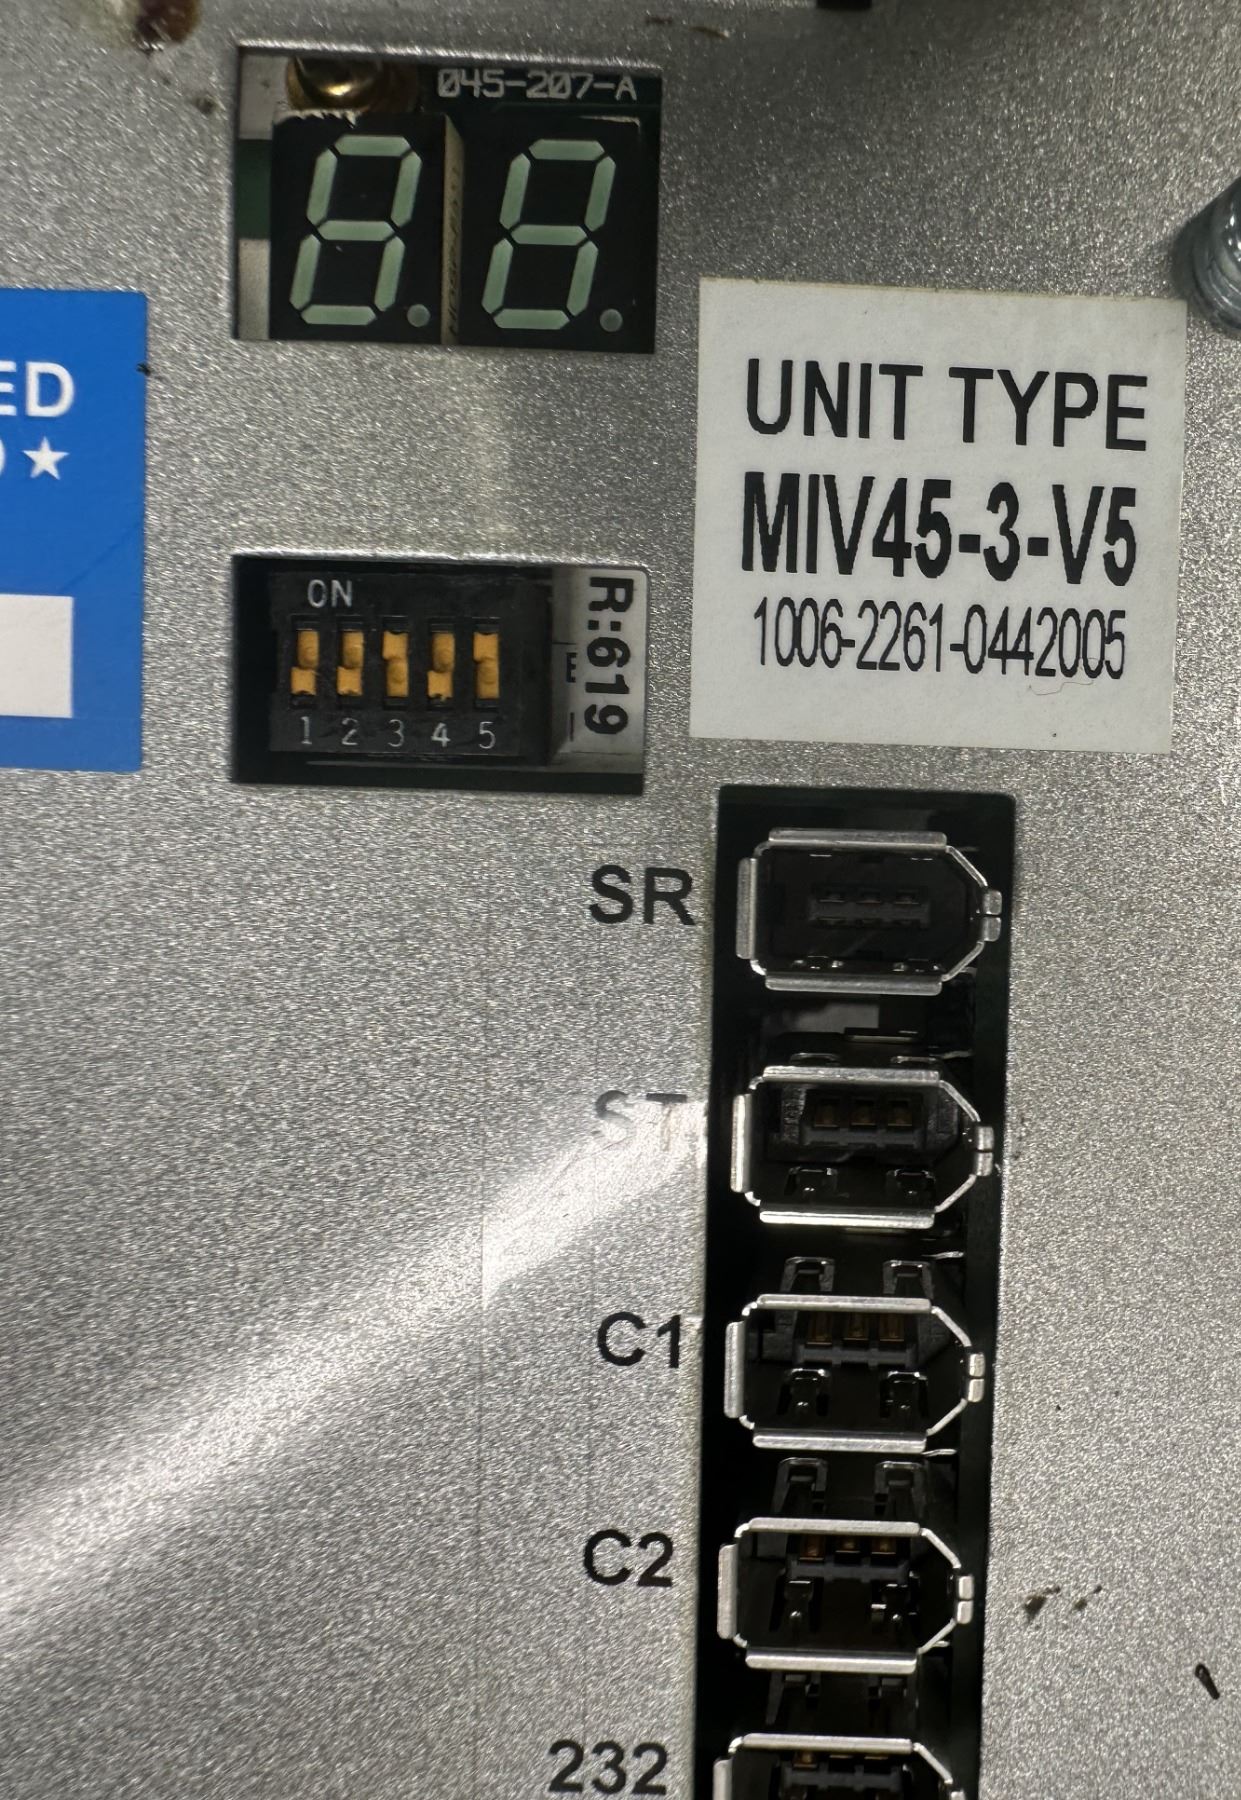 045-207-A
ED
★
UNIT TYPE
MIV45-3-V5
1006-2261-0442005
ON
1 2 3 4 5
R:619
E
SR
ST
C1
C2
232